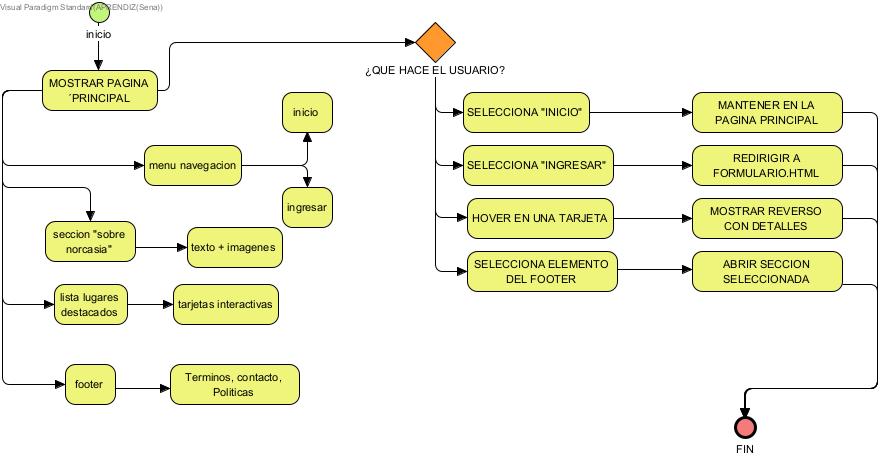 Visual Paradigm Standard(APRENDIZ(Sena))
inicio
MOSTRAR PAGINA
´PRINCIPAL
¿QUE HACE EL USUARIO?
inicio
menu navegacion
ingresar
seccion "sobre
norcasia"
texto + imagenes
lista lugares
destacados
tarjetas interactivas
footer
Terminos, contacto,
Politicas
SELECCIONA "INICIO"
MANTENER EN LA
PAGINA PRINCIPAL
SELECCIONA "INGRESAR"
REDIRIGIR A
FORMULARIO.HTML
HOVER EN UNA TARJETA
MOSTRAR REVERSO
CON DETALLES
SELECCIONA ELEMENTO
DEL FOOTER
ABRIR SECCION
SELECCIONADA
FIN